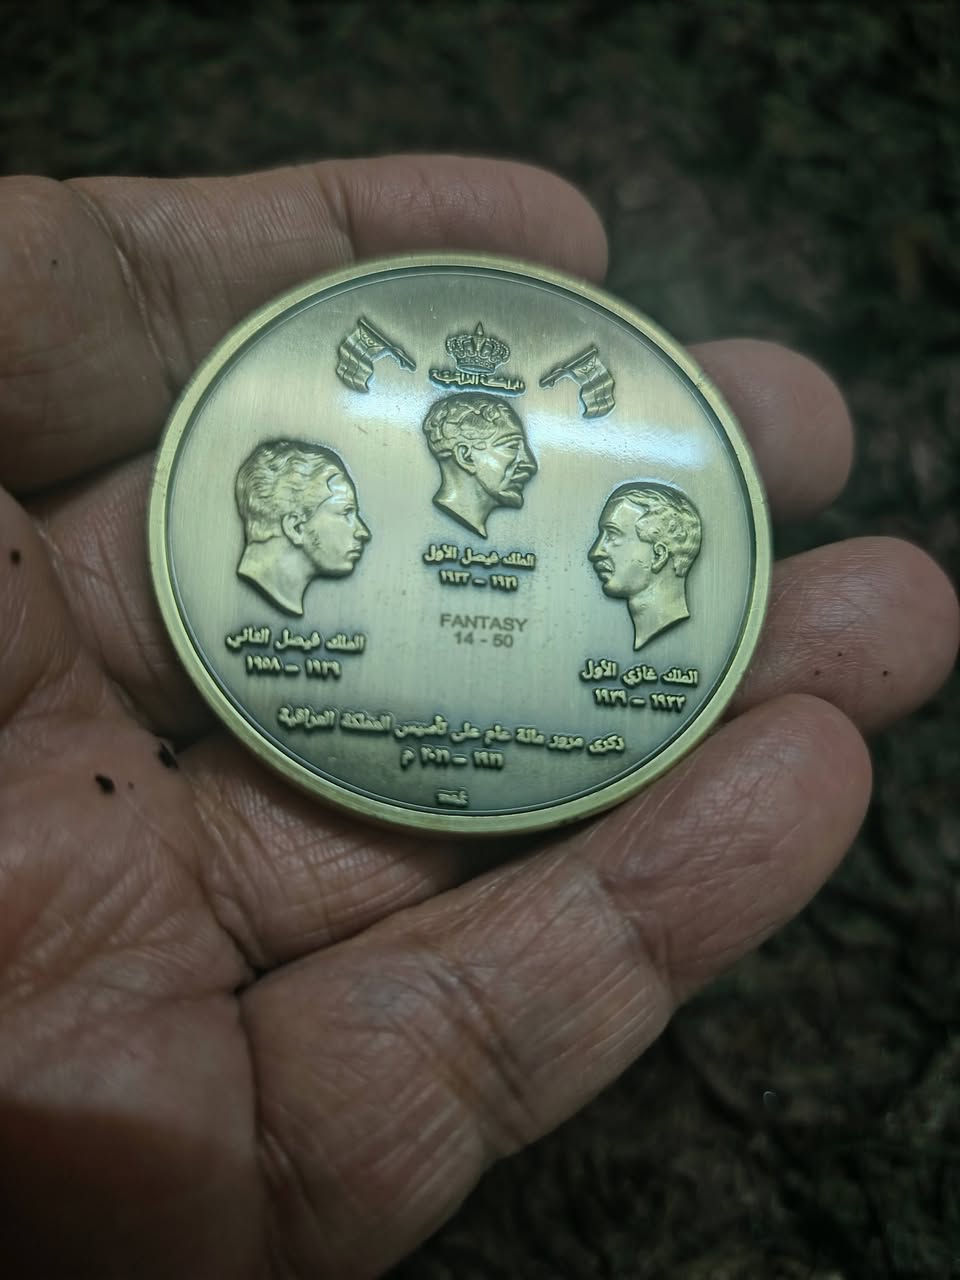 المملكة العراقية
الملك فيصل الأول
١٩٢١ - ١٩٣٣
FANTASY
14 - 50
الملك فيصل الثاني
١٩٣٩ - ١٩٥٨
الملك غازي الأول
١٩٣٣ - ١٩٣٩
ذكرى مرور مائة عام على تأسيس المملكة العراقية
١٩٢١ - ٢٠٢١ م